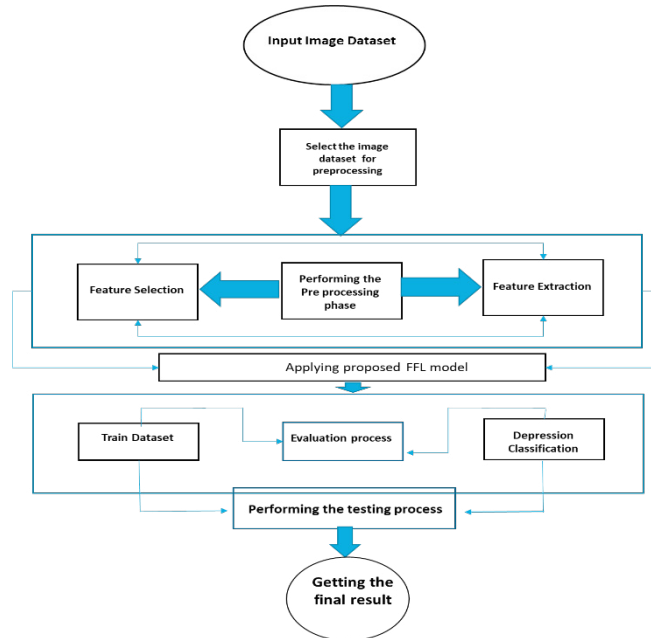 Input Image Dataset
Select the image
dataset for
preprocessing
Feature Selection
Performing the
Pre processing
phase
Feature Extraction
Applying proposed FFL model
Train Dataset
Evaluation process
Depression
Classification
Performing the testing process
Getting the
final result